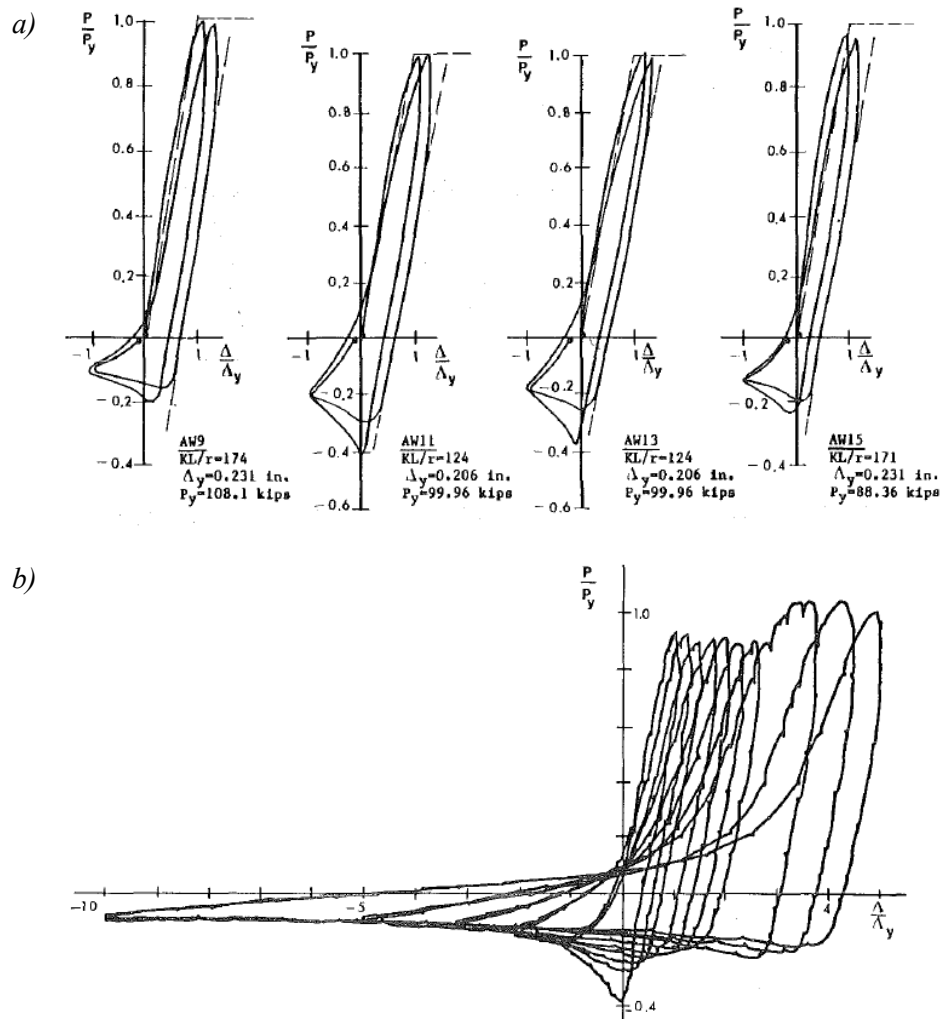 a)
P
Py
1.0
0.8
0.6
0.4
0.2
-1
1
Δ
Δy
-0.2
-0.4
AW9
KL/r=174
Δy=0.231 in.
Py=108.1 kips
P
Py
1.0
0.8
0.6
0.4
0.2
-1
1
Δ
Δy
-0.2
-0.4
-0.6
AW11
KL/r=124
Δy=0.206 in.
Py=99.96 kips
P
Py
1.0
0.8
0.6
0.4
0.2
-1
1
Δ
Δy
-0.2
-0.4
-0.6
AW13
KL/r=124
Δy=0.206 in.
Py=99.96 kips
P
Py
1.0
0.8
0.6
0.4
0.2
-1
1
Δ
Δy
-0.2
-0.4
AW15
KL/r=171
Δy=0.231 in.
Py=88.36 kips
b)
P
Py
1.0
-10
-5
4
Δ
Δy
-0.4